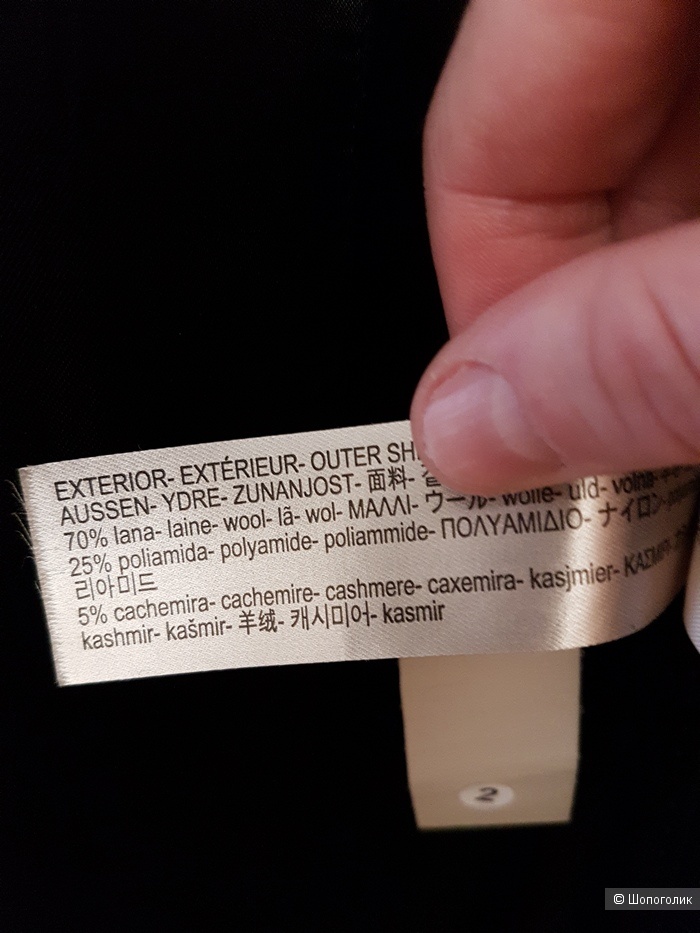 EXTERIOR- EXTÉRIEUR- OUTER SH
AUSSEN- YDRE- ZUNANJOST- 面料-
70% lana- laine- wool- lã- wol- ΜΑΛΛΙ- ウール- wolle- uld- volna-
25% poliamida- polyamide- poliammide- ΠΟΛΥΑΜΙΔΙΟ- ナイロン-
리아미드
5% cachemira- cachemire- cashmere- caxemira- kasjmier- ΚΑΣΜΙΡ-
kashmir- kašmir- 羊绒- 캐시미어- kasmir
2
© Шопоголик